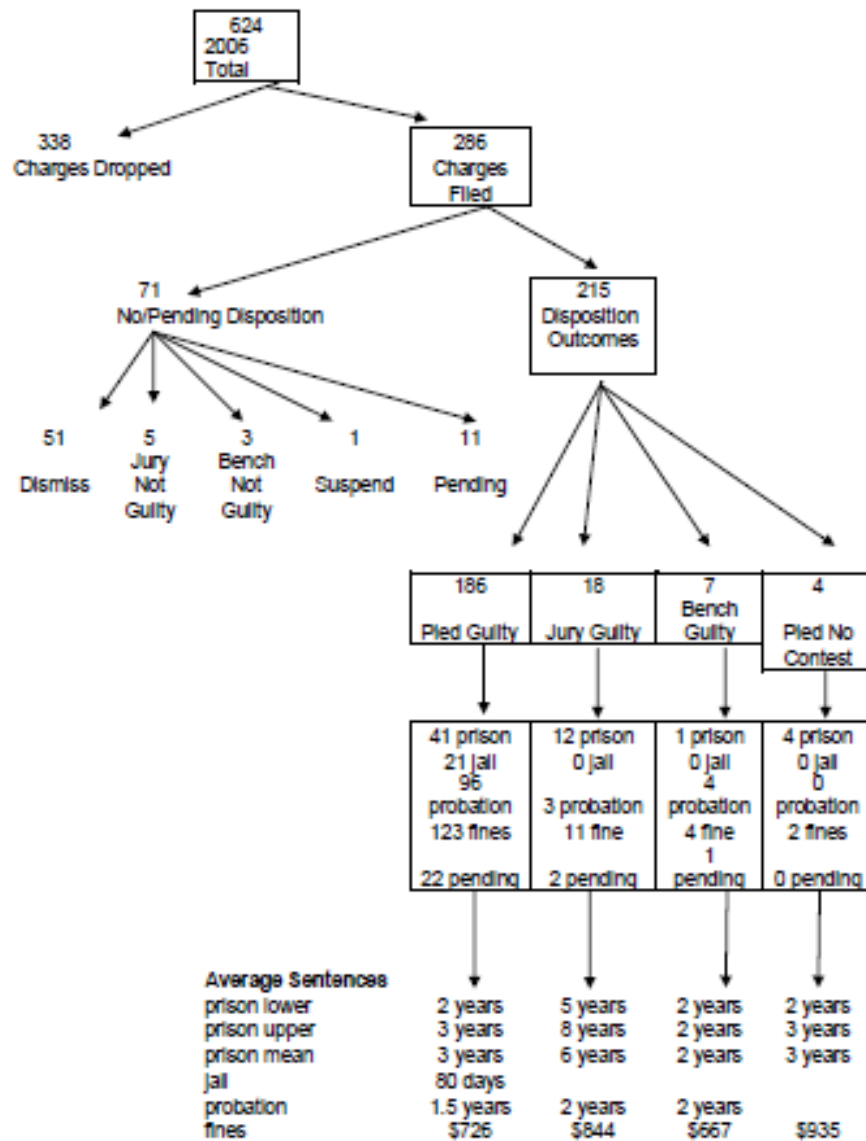 624
2006
Total
338
Charges Dropped
286
Charges
Filed
71
No/Pending Disposition
215
Disposition
Outcomes
51
Dismiss
5
Jury
Not
Guilty
3
Bench
Not
Guilty
1
Suspend
11
Pending
186
Pled Guilty
18
Jury Guilty
7
Bench
Guilty
4
Pled No
Contest
41 prison
21 jail
96
probation
123 fines
22 pending
12 prison
0 jail
3 probation
11 fine
2 pending
1 prison
0 jail
4
probation
4 fine
1
pending
4 prison
0 jail
0
probation
2 fines
0 pending
Average Sentences
prison lower 2 years 5 years 2 years 2 years
prison upper 3 years 8 years 2 years 3 years
prison mean 3 years 6 years 2 years 3 years
jail 80 days
probation 1.5 years 2 years 2 years
fines $726 $844 $667 $935